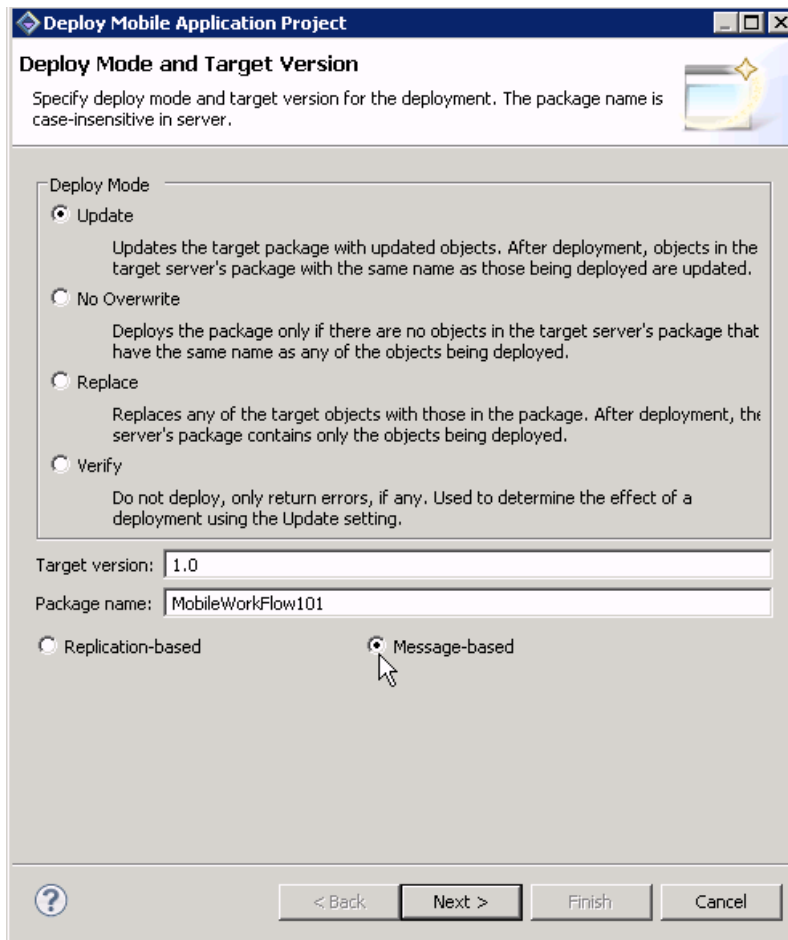 Deploy Mobile Application Project
Deploy Mode and Target Version
Specify deploy mode and target version for the deployment. The package name is
case-insensitive in server.
Deploy Mode
Update
Updates the target package with updated objects. After deployment, objects in the
target server's package with the same name as those being deployed are updated.
No Overwrite
Deploys the package only if there are no objects in the target server's package that
have the same name as any of the objects being deployed.
Replace
Replaces any of the target objects with those in the package. After deployment, the
server's package contains only the objects being deployed.
Verify
Do not deploy, only return errors, if any. Used to determine the effect of a
deployment using the Update setting.
Target version: 1.0
Package name: MobileWorkFlow101
Replication-based Message-based
? < Back Next > Finish Cancel